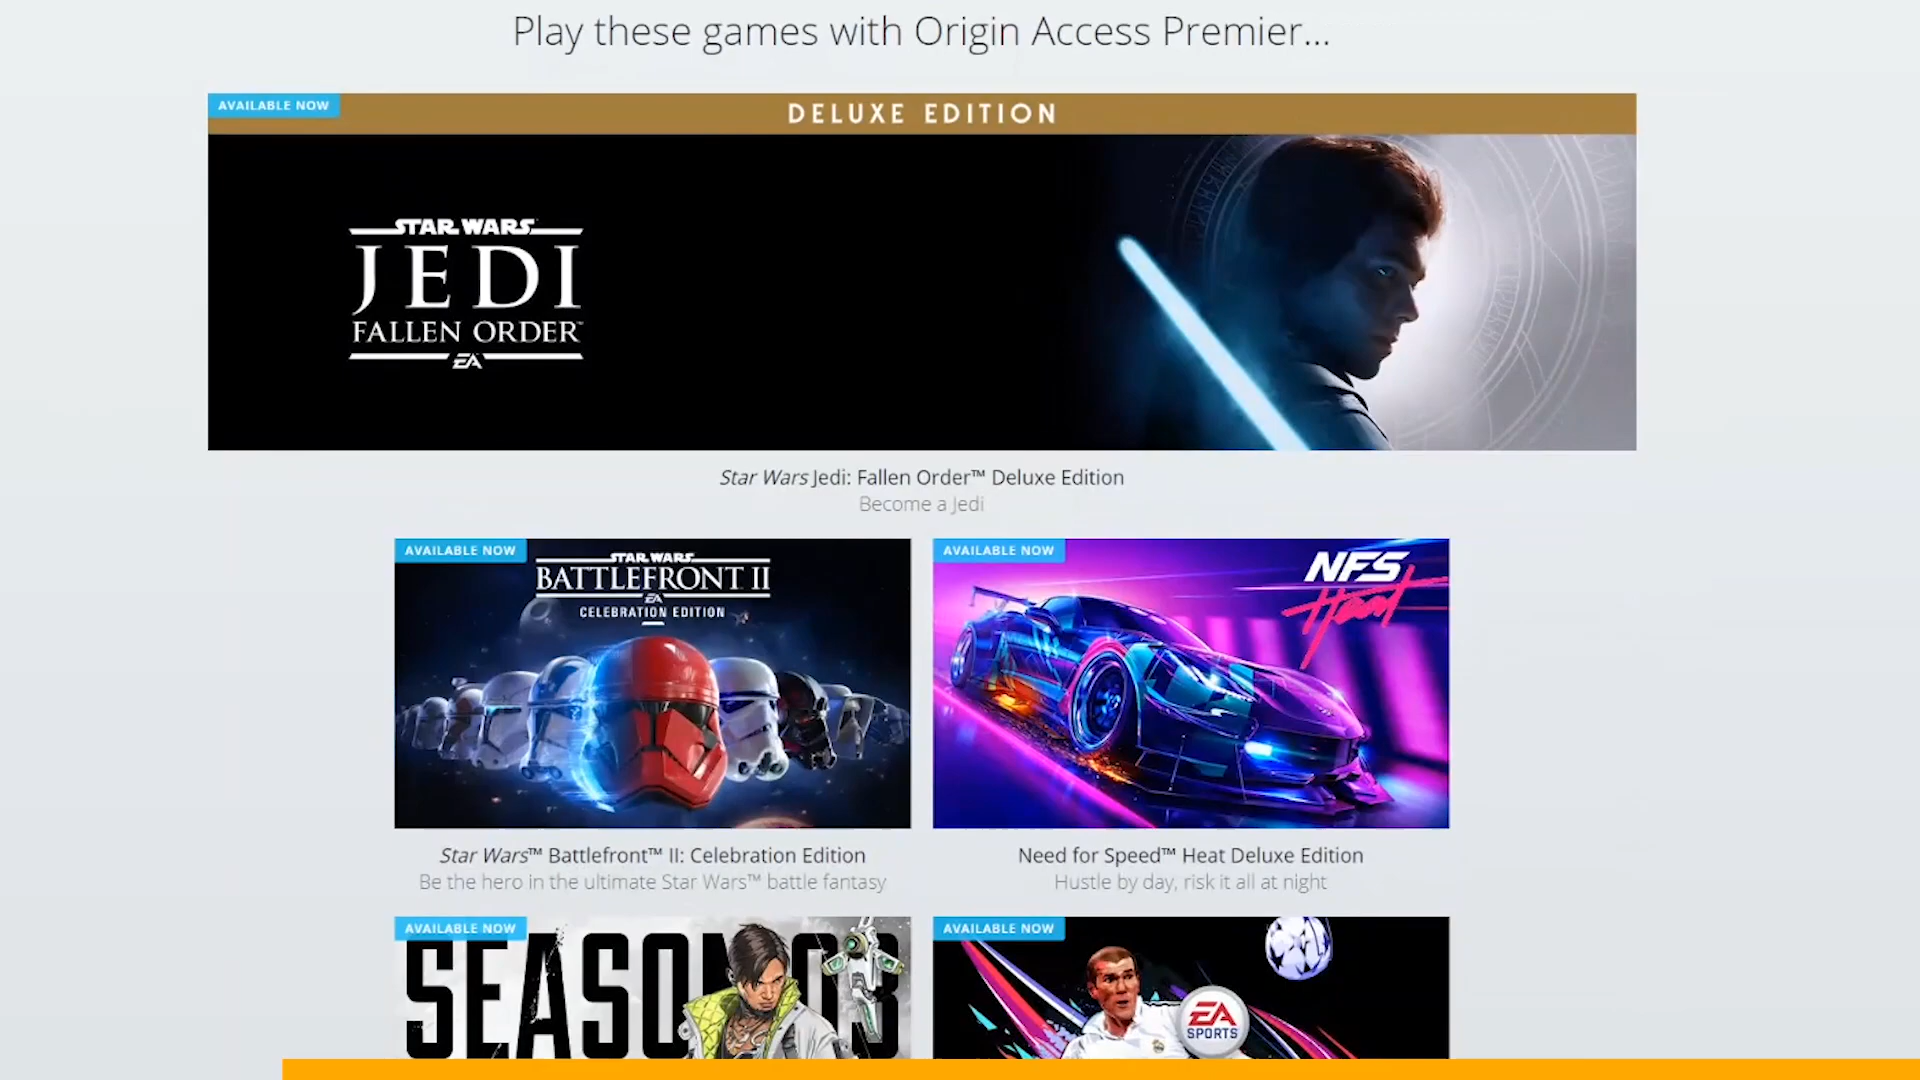 Play these games with Origin Access Premier...
AVAILABLE NOW
DELUXE EDITION
STAR WARS
JEDI
FALLEN ORDER™
EA
Star Wars Jedi: Fallen Order™ Deluxe Edition
Become a Jedi
AVAILABLE NOW
STAR WARS
BATTLEFRONT II
EA
CELEBRATION EDITION
AVAILABLE NOW
NFS
Heat
Star Wars™ Battlefront™ II: Celebration Edition
Be the hero in the ultimate Star Wars™ battle fantasy
Need for Speed™ Heat Deluxe Edition
Hustle by day, risk it all at night
AVAILABLE NOW
SEASON 03
AVAILABLE NOW
EA
SPORTS